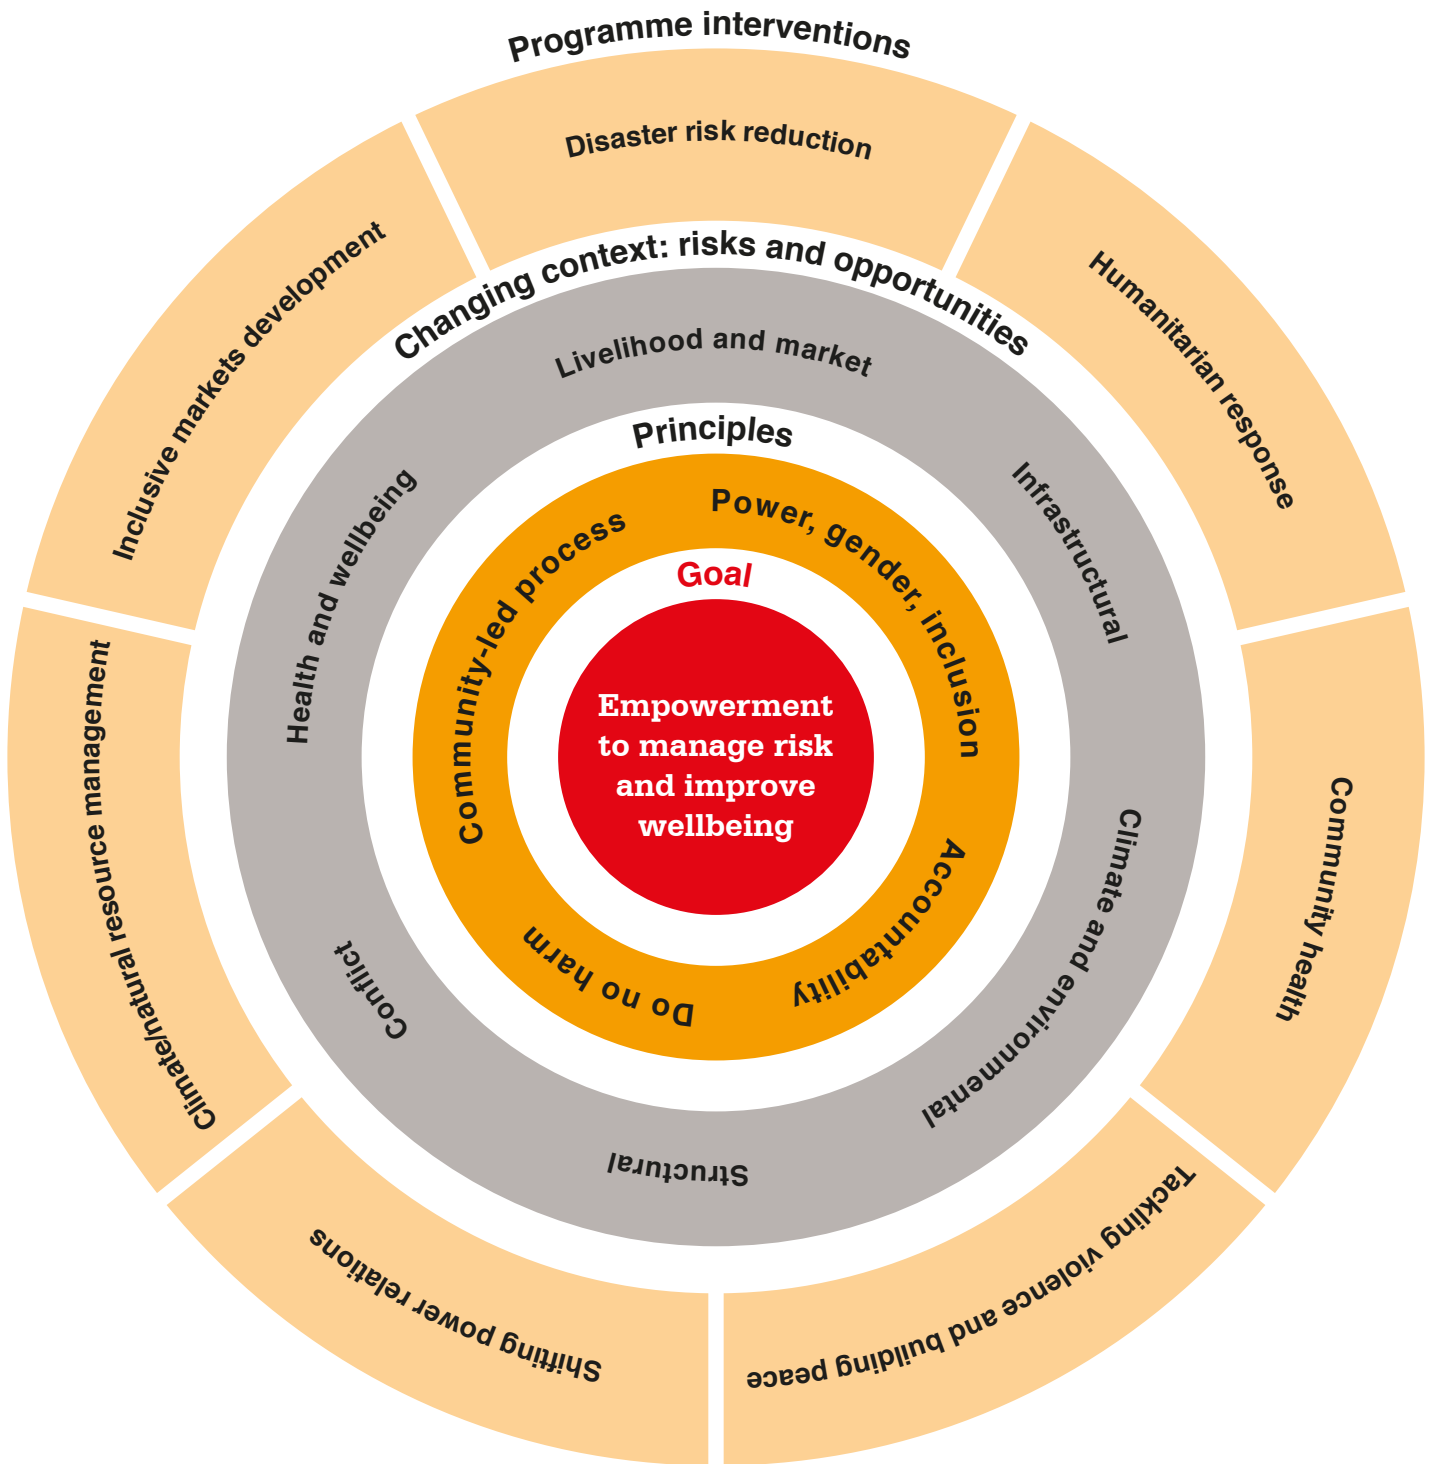 Programme interventions
Disaster risk reduction
Humanitarian response
Community health
Tackling violence and building peace
Shifting power relations
Climate/natural resource management
Inclusive markets development
Changing context: risks and opportunities
Livelihood and market
Infrastructural
Climate and environmental
Structural
Conflict
Health and wellbeing
Principles
Power, gender, inclusion
Accountability
Do no harm
Community-led process
Goal
Empowerment
to manage risk
and improve
wellbeing